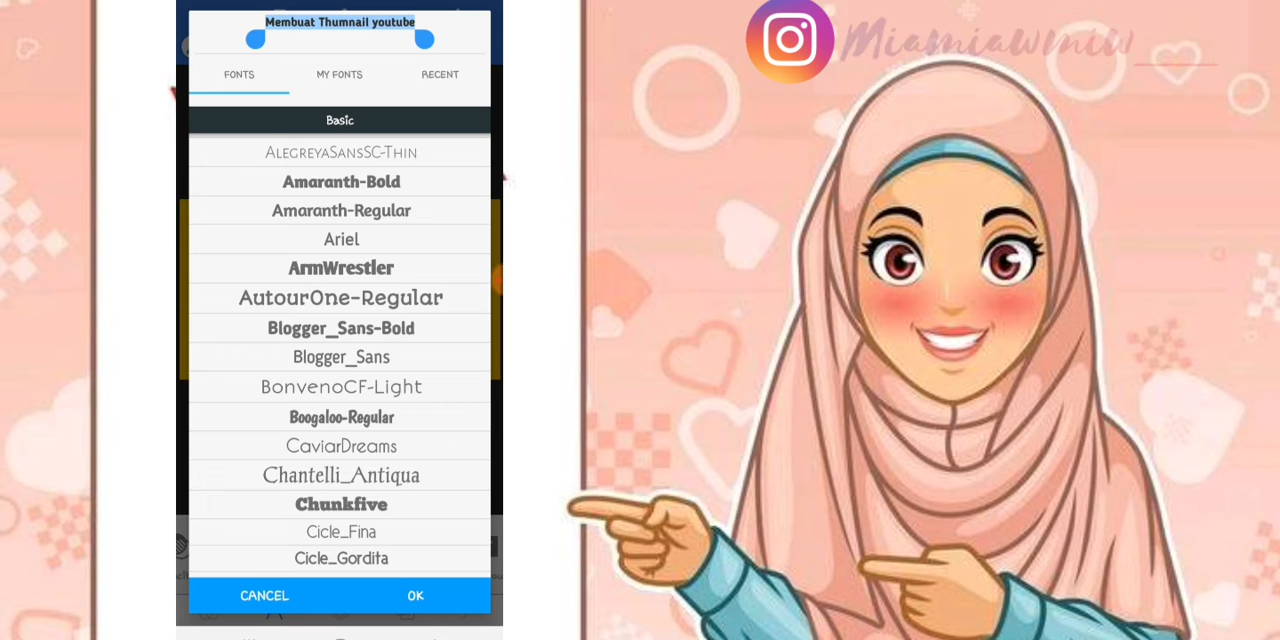 Membuat Thumnail youtube
FONTS
MY FONTS
RECENT
Basic
AlegreyaSansSC-Thin
Amaranth-Bold
Amaranth-Regular
Ariel
ArmWrestler
AutourOne-Regular
Blogger_Sans-Bold
Blogger_Sans
BonvenoCF-Light
Boogaloo-Regular
CaviarDreams
Chantelli_Antiqua
Chunkfive
Cicle_Fina
Cicle_Gordita
CANCEL
OK
Miamiawmiw